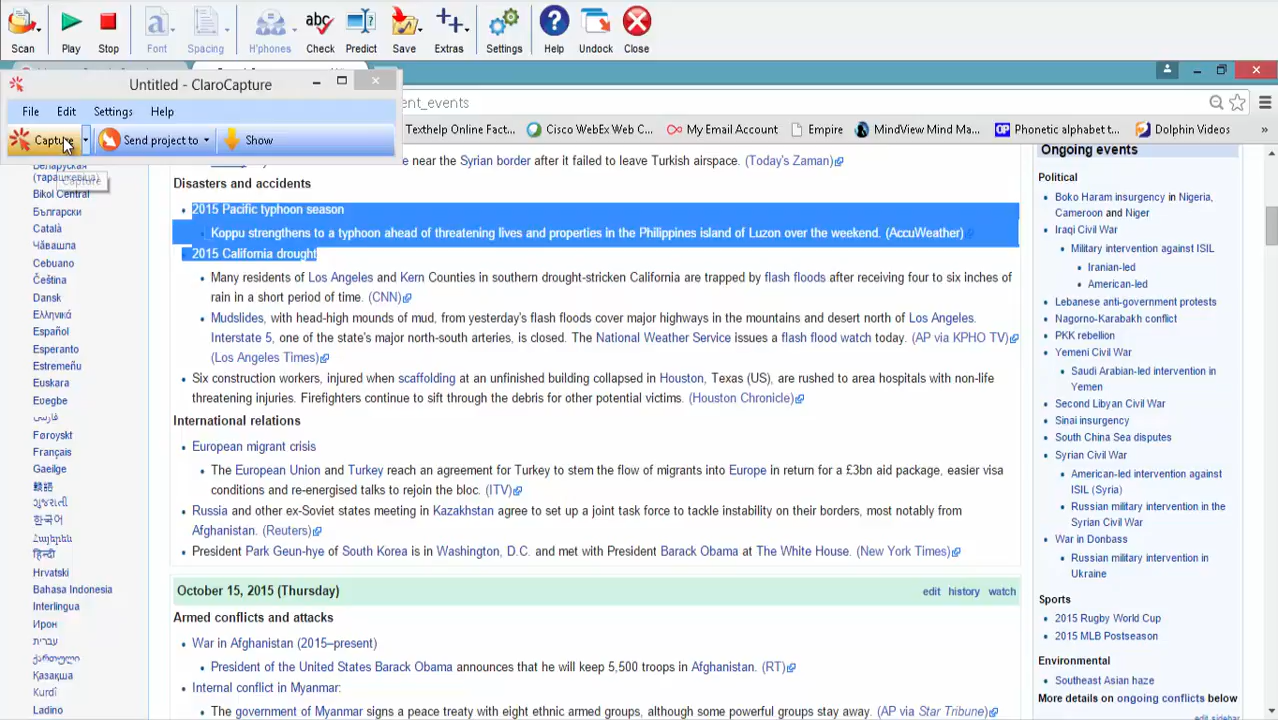 Scan Play Stop Font Spacing H'phones Check Predict Save Extras Settings Help Undock Close
abc
Untitled - ClaroCapture
File Edit Settings Help
Capture Send project to Show
Capture
ent_events
Texthelp Online Fact... Cisco WebEx Web C... My Email Account Empire MindView Mind Ma... OP Phonetic alphabet t... Dolphin Videos »
near the Syrian border after it failed to leave Turkish airspace. (Today's Zaman)
Disasters and accidents
2015 Pacific typhoon season
Koppu strengthens to a typhoon ahead of threatening lives and properties in the Philippines island of Luzon over the weekend. (AccuWeather)
2015 California drought
Many residents of Los Angeles and Kern Counties in southern drought-stricken California are trapped by flash floods after receiving four to six inches of
rain in a short period of time. (CNN)
Mudslides, with head-high mounds of mud, from yesterday's flash floods cover major highways in the mountains and desert north of Los Angeles.
Interstate 5, one of the state's major north-south arteries, is closed. The National Weather Service issues a flash flood watch today. (AP via KPHO TV)
(Los Angeles Times)
Six construction workers, injured when scaffolding at an unfinished building collapsed in Houston, Texas (US), are rushed to area hospitals with non-life
threatening injuries. Firefighters continue to sift through the debris for other potential victims. (Houston Chronicle)
International relations
European migrant crisis
The European Union and Turkey reach an agreement for Turkey to stem the flow of migrants into Europe in return for a £3bn aid package, easier visa
conditions and re-energised talks to rejoin the bloc. (ITV)
Russia and other ex-Soviet states meeting in Kazakhstan agree to set up a joint task force to tackle instability on their borders, most notably from
Afghanistan. (Reuters)
President Park Geun-hye of South Korea is in Washington, D.C. and met with President Barack Obama at The White House. (New York Times)
October 15, 2015 (Thursday) edit history watch
Armed conflicts and attacks
War in Afghanistan (2015–present)
President of the United States Barack Obama announces that he will keep 5,500 troops in Afghanistan. (RT)
Internal conflict in Myanmar:
The government of Myanmar signs a peace treaty with eight ethnic armed groups, although some powerful groups stay away. (AP via Star Tribune)
(тарашкевіца)
Bikol Central
Български
Català
Чӑвашла
Cebuano
Čeština
Dansk
Ελληνικά
Español
Esperanto
Estremeñu
Euskara
Eʋegbe
فارسی
Føroyskt
Français
Gaeilge
贛語
ગુજરાતી
한국어
Հայերեն
हिन्दी
Hrvatski
Bahasa Indonesia
Interlingua
Ирон
עברית
ქართული
Қазақша
Kurdî
Ladino
Ongoing events
Political
Boko Haram insurgency in Nigeria,
Cameroon and Niger
Iraqi Civil War
Military intervention against ISIL
Iranian-led
American-led
Lebanese anti-government protests
Nagorno-Karabakh conflict
PKK rebellion
Yemeni Civil War
Saudi Arabian-led intervention in
Yemen
Second Libyan Civil War
Sinai insurgency
South China Sea disputes
Syrian Civil War
American-led intervention against
ISIL (Syria)
Russian military intervention in the
Syrian Civil War
War in Donbass
Russian military intervention in
Ukraine
Sports
2015 Rugby World Cup
2015 MLB Postseason
Environmental
Southeast Asian haze
More details on ongoing conflicts below
edit sidebar